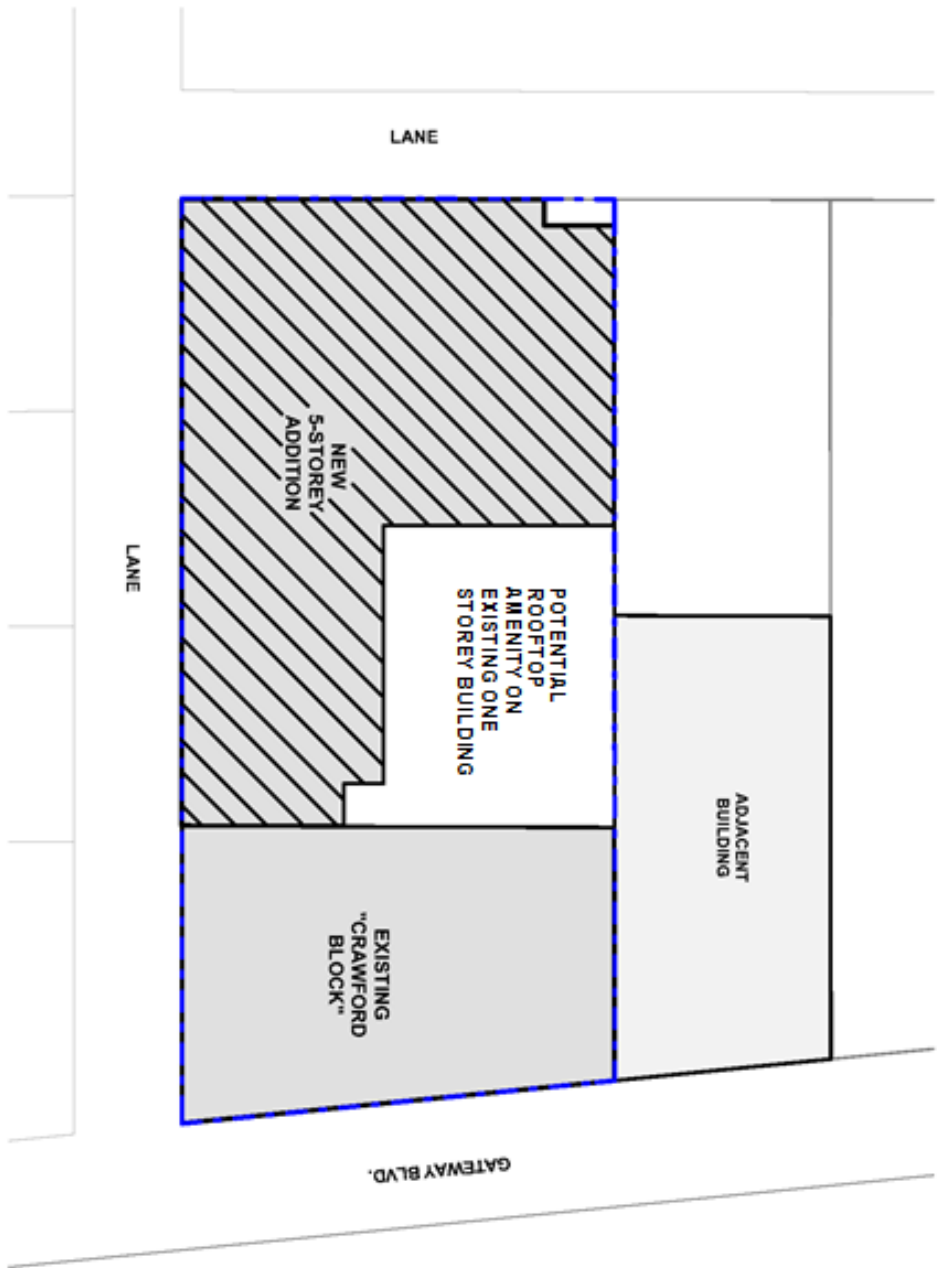 LANE
NEW
5-STOREY
ADDITION
LANE
POTENTIAL
ROOFTOP
AMENITY ON
EXISTING ONE
STOREY BUILDING
ADJACENT
BUILDING
EXISTING
"CRAWFORD
BLOCK"
GATEWAY BLVD.